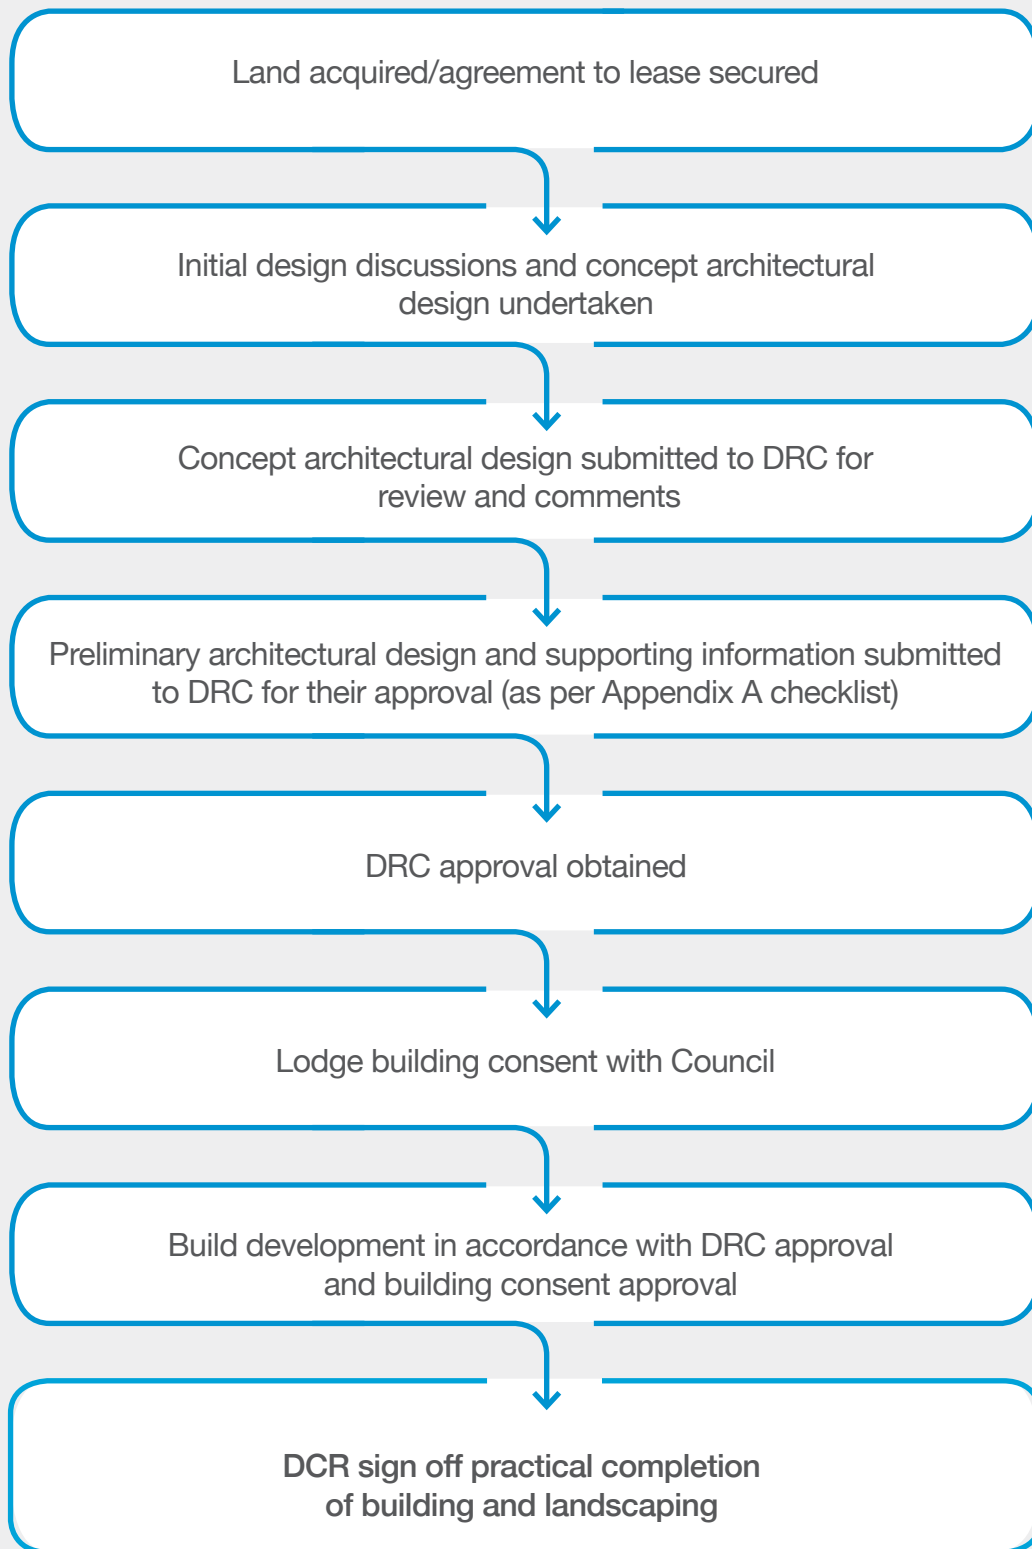 Land acquired/agreement to lease secured
Initial design discussions and concept architectural
design undertaken
Concept architectural design submitted to DRC for
review and comments
Preliminary architectural design and supporting information submitted
to DRC for their approval (as per Appendix A checklist)
DRC approval obtained
Lodge building consent with Council
Build development in accordance with DRC approval
and building consent approval
DCR sign off practical completion
of building and landscaping